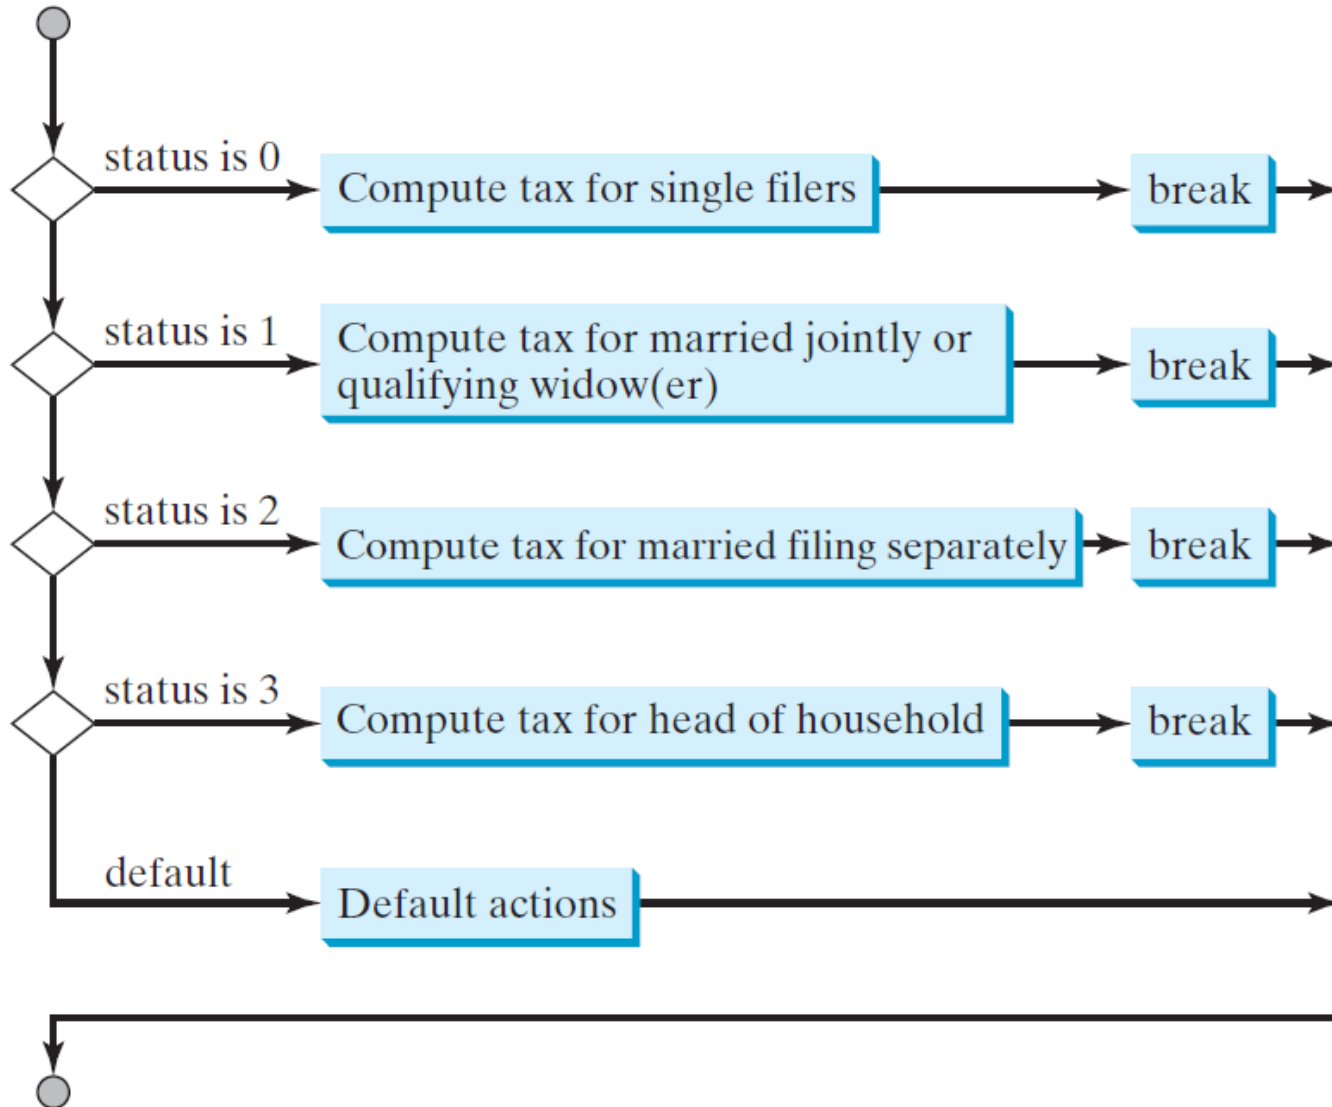 status is 0
Compute tax for single filers
break
status is 1
Compute tax for married jointly or
qualifying widow(er)
break
status is 2
Compute tax for married filing separately
break
status is 3
Compute tax for head of household
break
default
Default actions